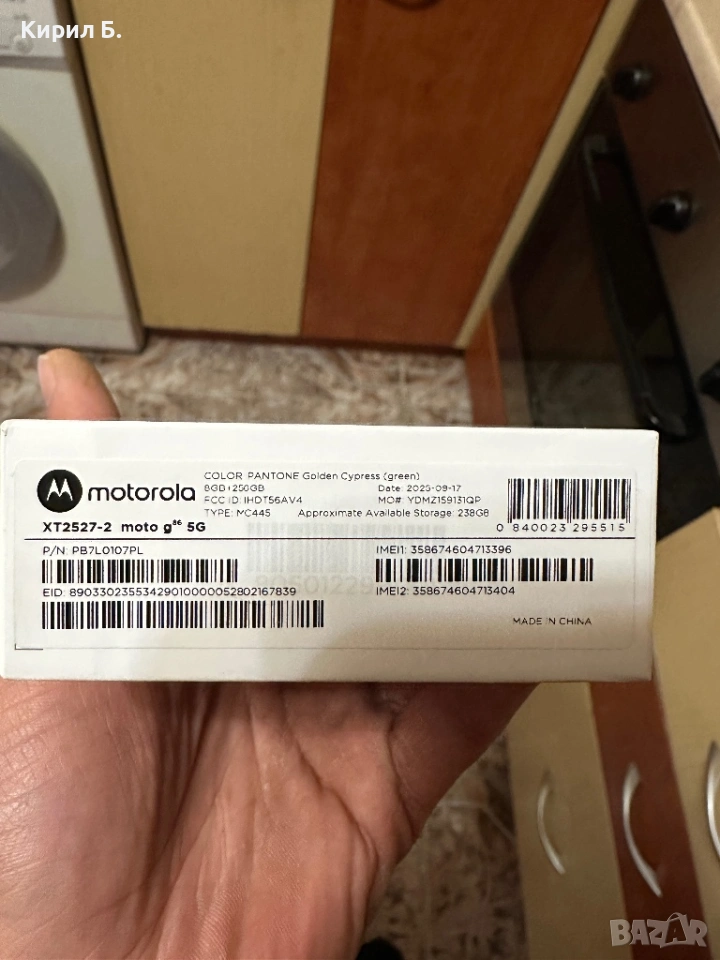 Кирил Б.
motorola
COLOR PANTONE Golden Cypress (green)
8GB+256GB
Date: 2025-09-17
FCC ID: IHDT56AV4
MO#: YDMZ159131QP
TYPE: MC445
Approximate Available Storage: 238GB
0 840023 295515
XT2527-2 moto g86 5G
P/N: PB7L0107PL
IMEI1: 358674604713396
EID: 89033023553429010000052802167839
IMEI2: 358674604713404
MADE IN CHINA
BAZAR